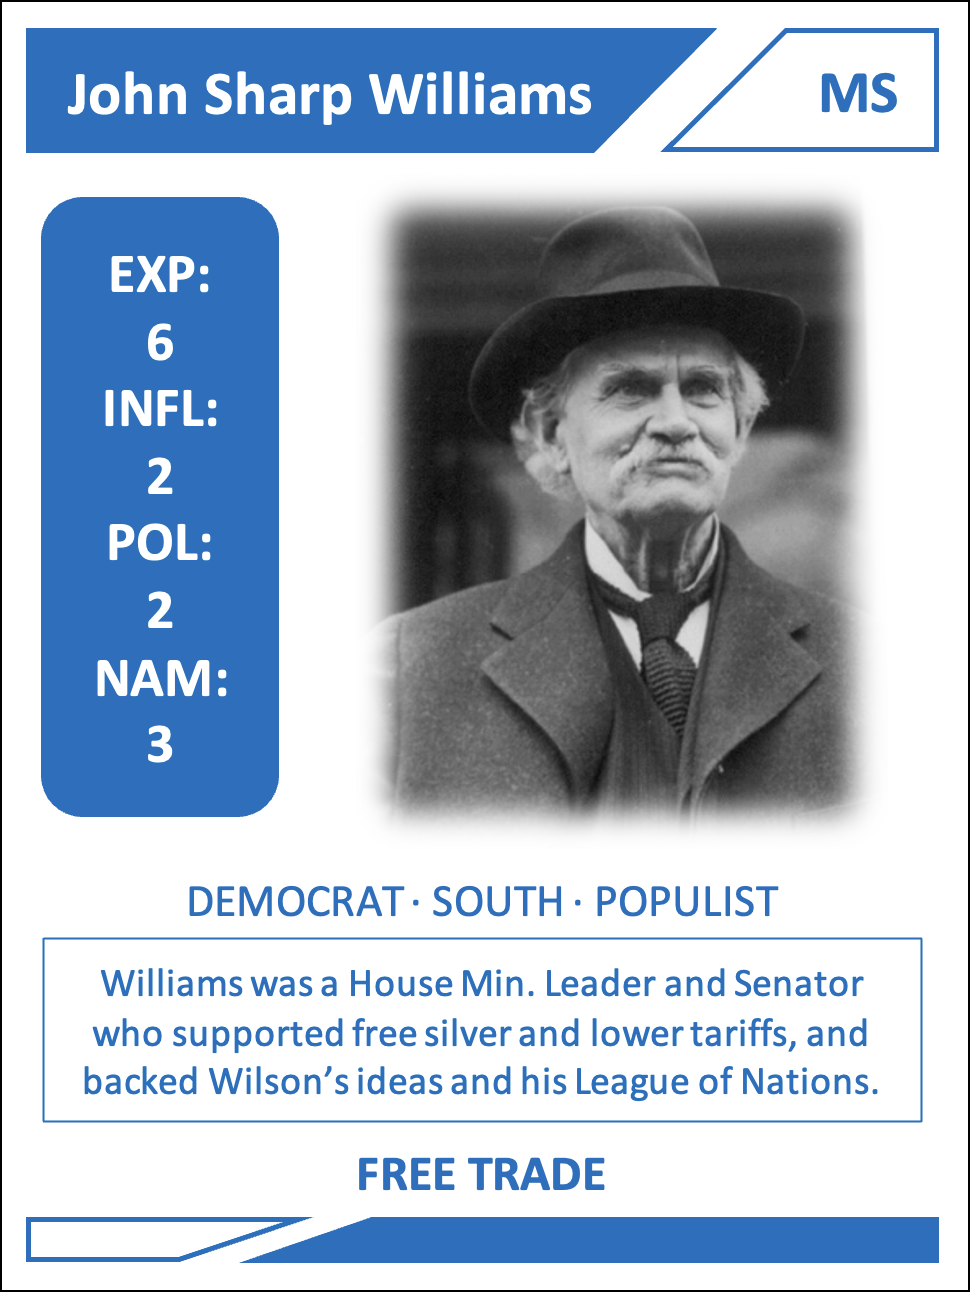 John Sharp Williams
MS
EXP:
6
INFL:
2
POL:
2
NAM:
3
DEMOCRAT · SOUTH · POPULIST
Williams was a House Min. Leader and Senator
who supported free silver and lower tariffs, and
backed Wilson’s ideas and his League of Nations.
FREE TRADE